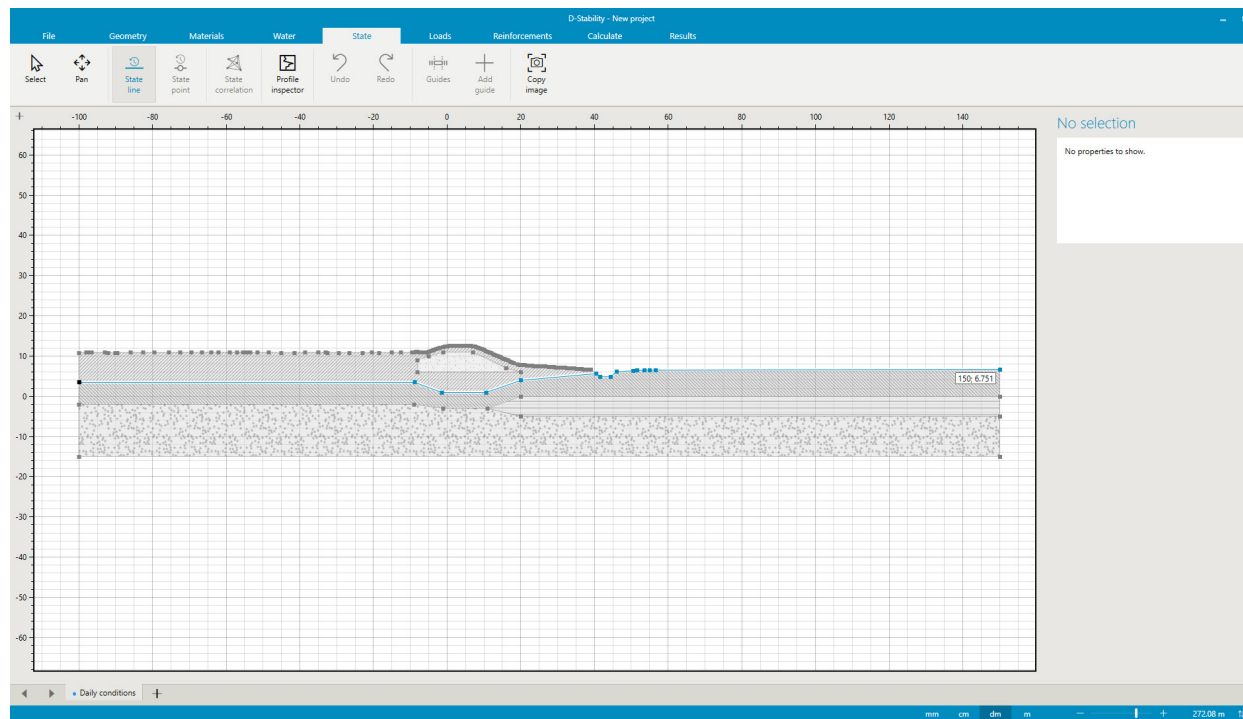 D-Stability - New project
File Geometry Materials Water State Loads Reinforcements Calculate Results
Select Pan State line State point State correlation Profile inspector Undo Redo Guides Add guide Copy image
-100 -80 -60 -40 -20 0 20 40 60 80 100 120 140
No selection
No properties to show.
60
50
40
30
20
10
150; 6.751
0
-10
-20
-30
-40
-50
-60
Daily conditions
mm cm dm m 272,08 m